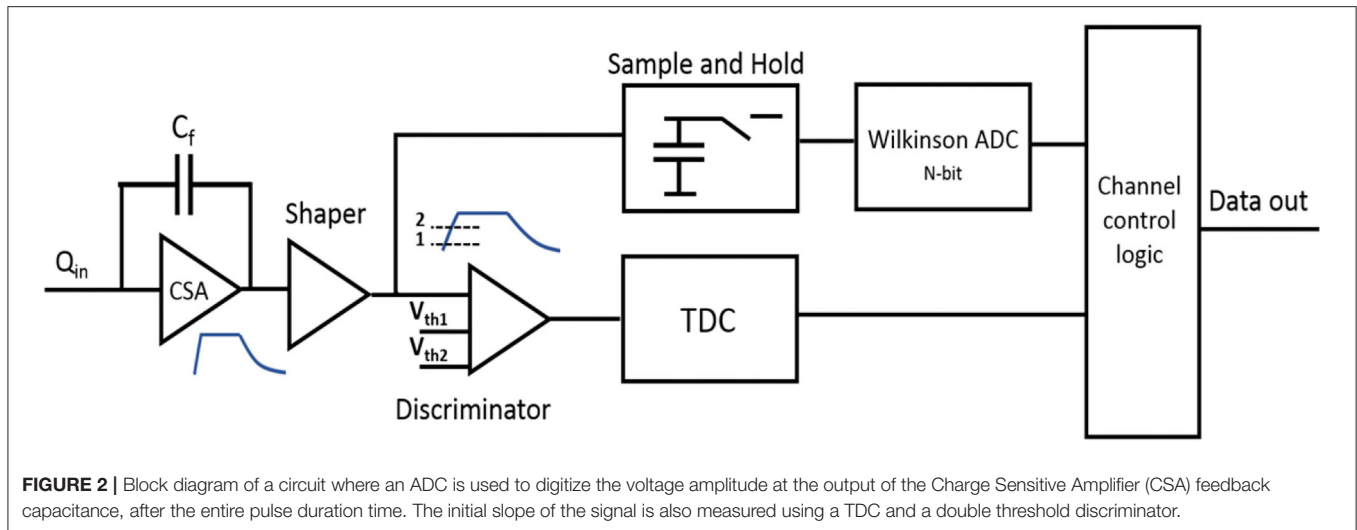 Sample and Hold
C_f
Wilkinson ADC
N-bit
Channel
control
logic
Data out
Shaper
2
1
Q_in
CSA
V_th1
V_th2
TDC
Discriminator
FIGURE 2 | Block diagram of a circuit where an ADC is used to digitize the voltage amplitude at the output of the Charge Sensitive Amplifier (CSA) feedback
capacitance, after the entire pulse duration time. The initial slope of the signal is also measured using a TDC and a double threshold discriminator.